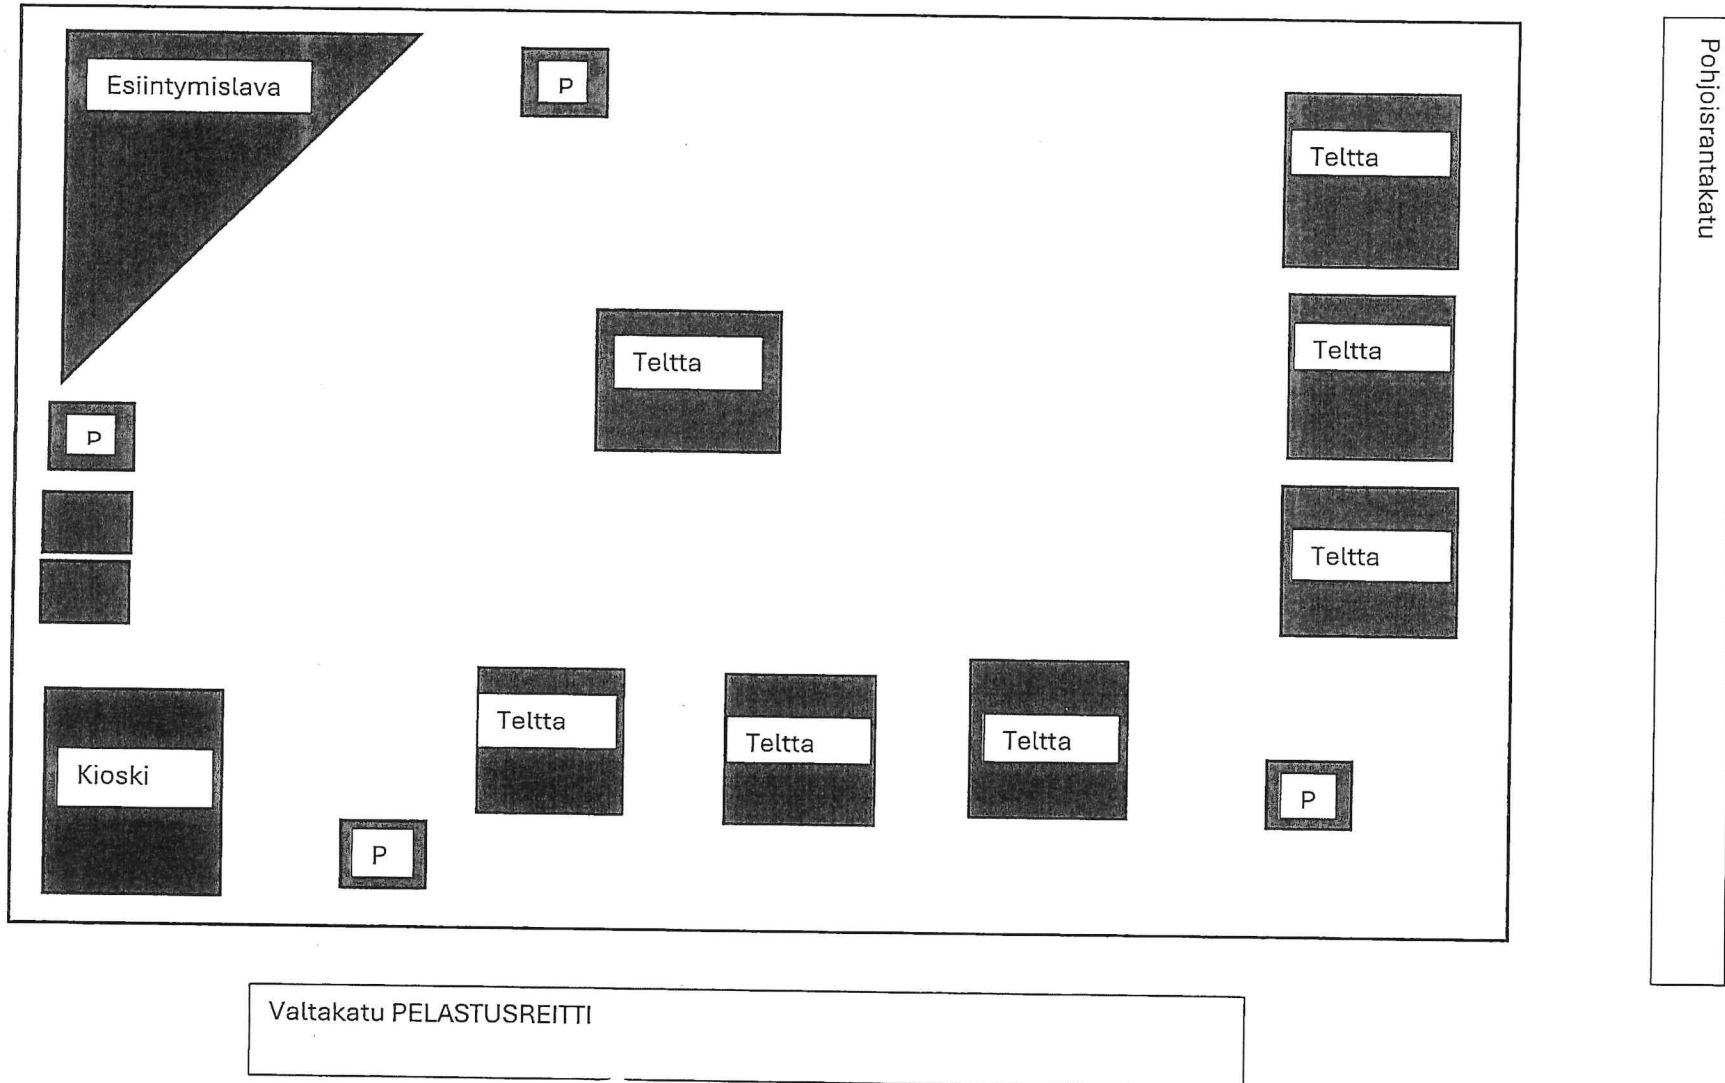 Esiintymislava
P
Teltta
Pohjoisrantakatu
Teltta
Teltta
P
Teltta
Teltta
Teltta
Teltta
Kioski
P
P
Valtakatu PELASTUSREITTI